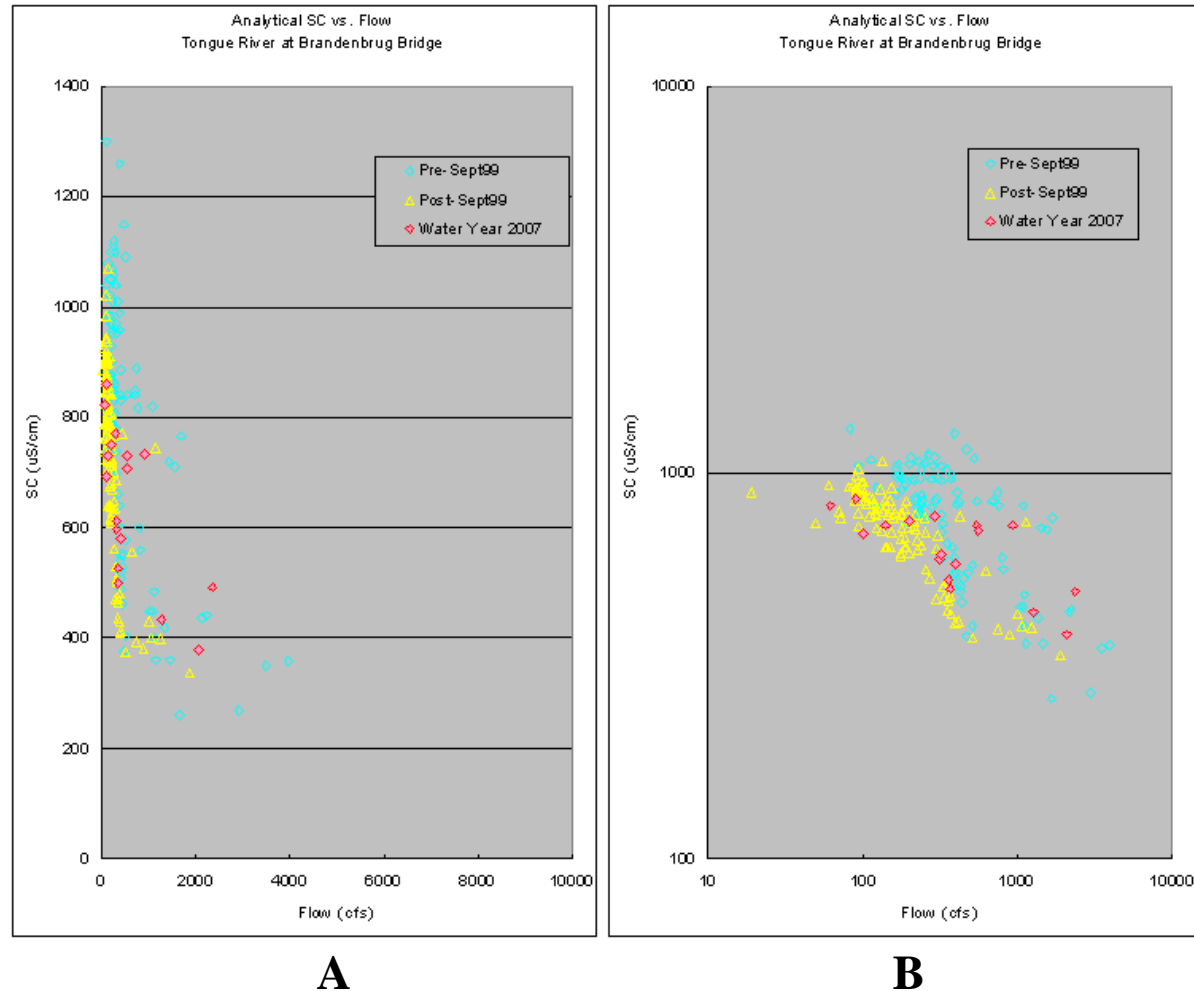 Analytical SC vs. Flow
Tongue River at Brandenbrug Bridge
1400
1200
1000
800
600
400
200
0
SC (uS/cm)
Pre-Sept99
Post-Sept99
Water Year 2007
0 2000 4000 6000 8000 10000
Flow (cfs)
A
Analytical SC vs. Flow
Tongue River at Brandenbrug Bridge
10000
1000
100
SC (uS/cm)
Pre-Sept99
Post-Sept99
Water Year 2007
10 100 1000 10000
Flow (cfs)
B